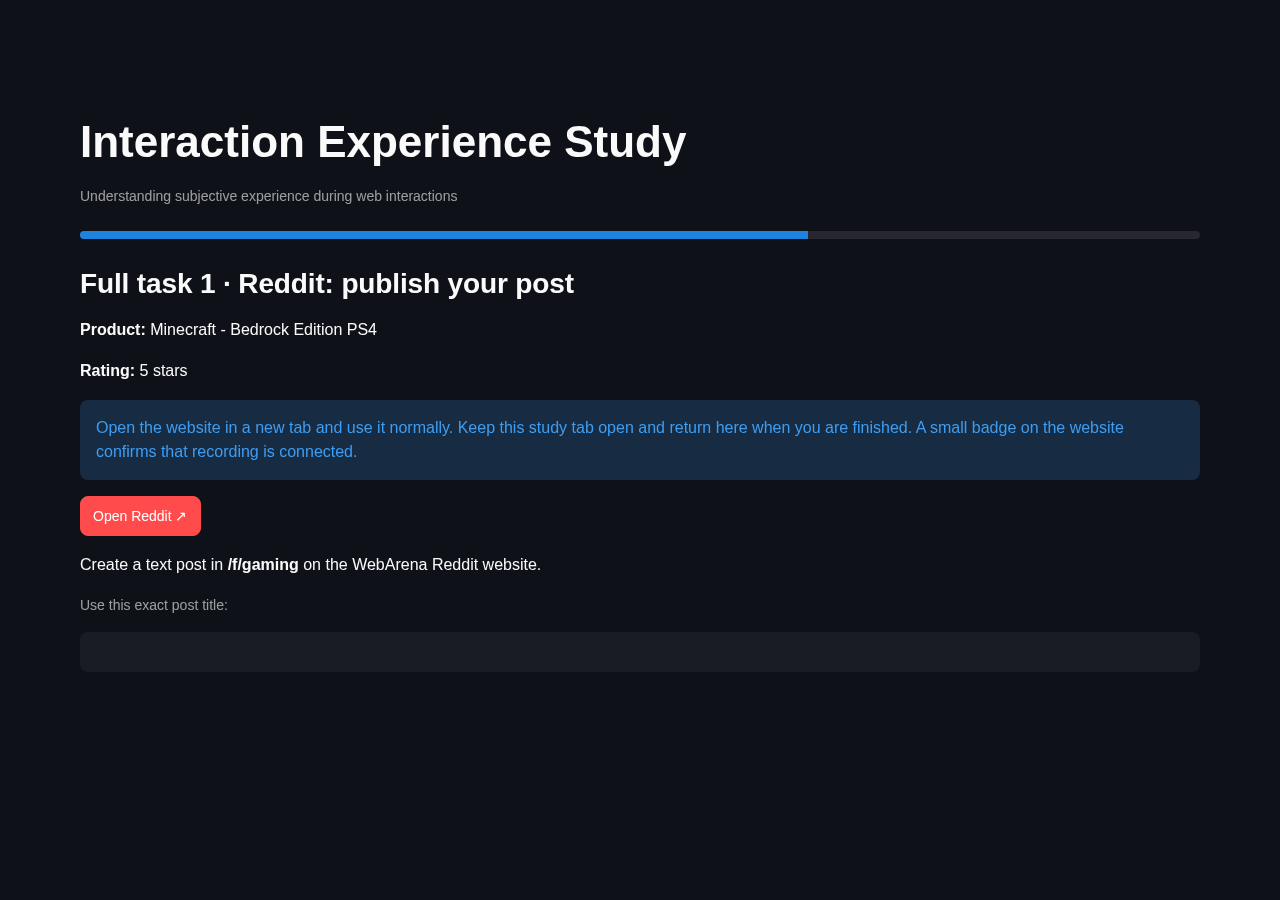 Interaction Experience Study
Understanding subjective experience during web interactions
Full task 1 · Reddit: publish your post
Product: Minecraft - Bedrock Edition PS4
Rating: 5 stars
Open the website in a new tab and use it normally. Keep this study tab open and return here when you are finished. A small badge on the website
confirms that recording is connected.
Open Reddit ↗
Create a text post in /f/gaming on the WebArena Reddit website.
Use this exact post title: